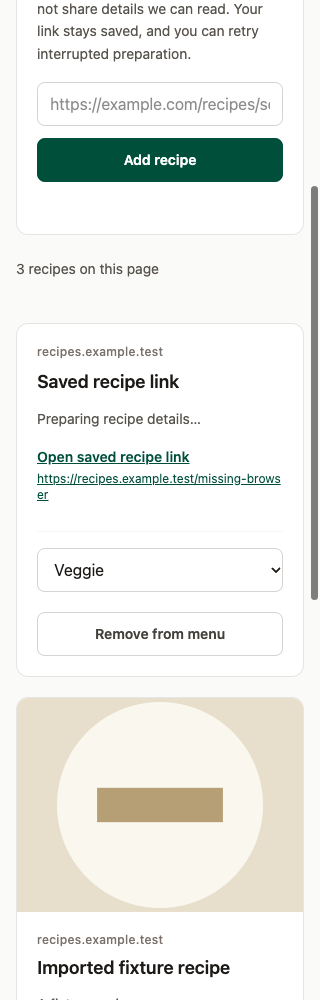 not share details we can read. Your
link stays saved, and you can retry
interrupted preparation.
https://example.com/recipes/s
Add recipe
3 recipes on this page
recipes.example.test
Saved recipe link
Preparing recipe details...
Open saved recipe link
https://recipes.example.test/missing-brows
er
Veggie
Remove from menu
recipes.example.test
Imported fixture recipe